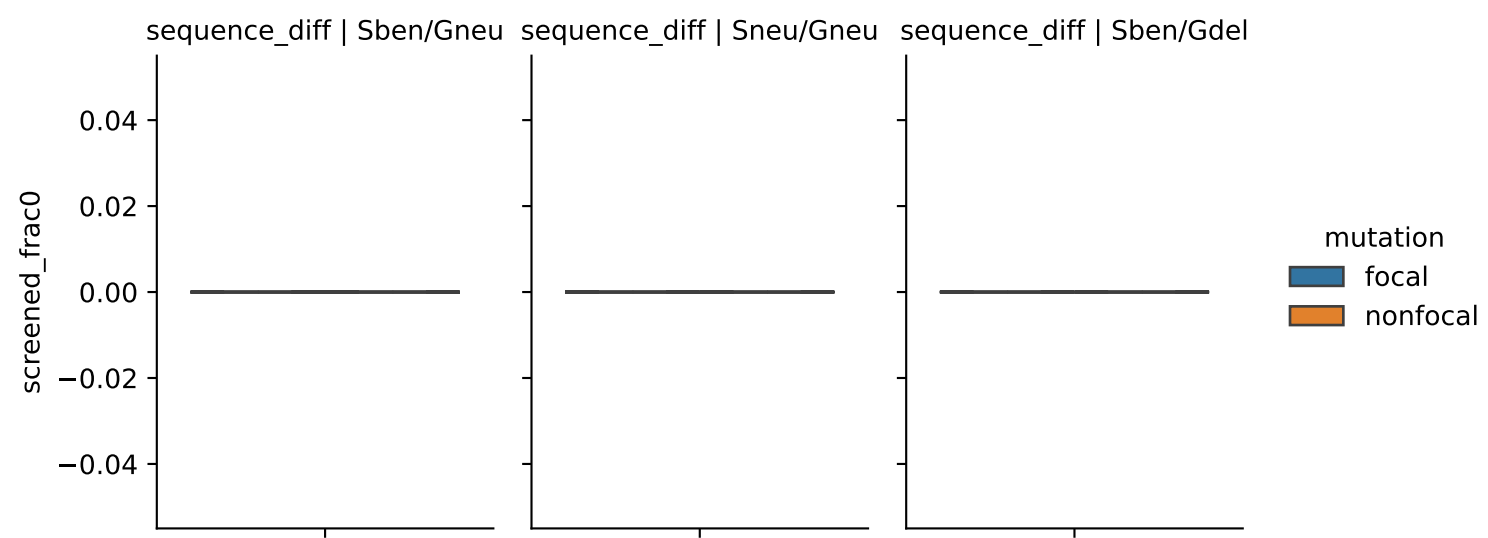 sequence_diff | Sben/Gneu
sequence_diff | Sneu/Gneu
sequence_diff | Sben/Gdel
screened_frac0
0.04
0.02
0.00
−0.02
−0.04
mutation
focal
nonfocal